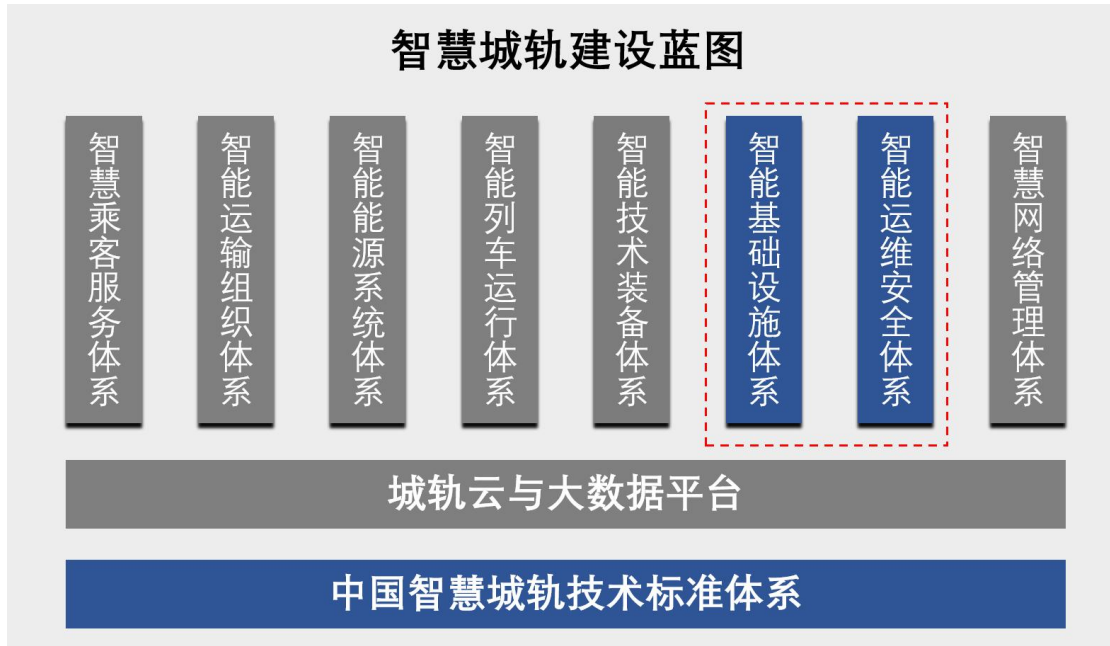 智慧城轨建设蓝图
智慧乘客服务体系
智能运输组织体系
智能能源系统体系
智能列车运行体系
智能技术装备体系
智能基础设施体系
智能运维安全体系
智慧网络管理体系
城轨云与大数据平台
中国智慧城轨技术标准体系